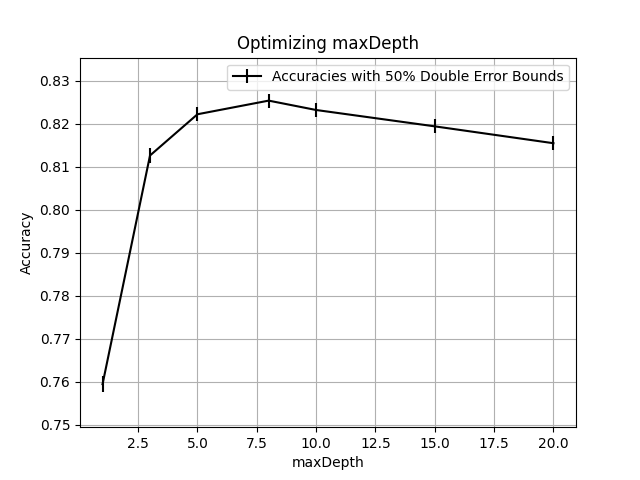 Optimizing maxDepth
Accuracies with 50% Double Error Bounds
0.83
0.82
0.81
0.80
0.79
0.78
0.77
0.76
0.75
Accuracy
2.5 5.0 7.5 10.0 12.5 15.0 17.5 20.0
maxDepth